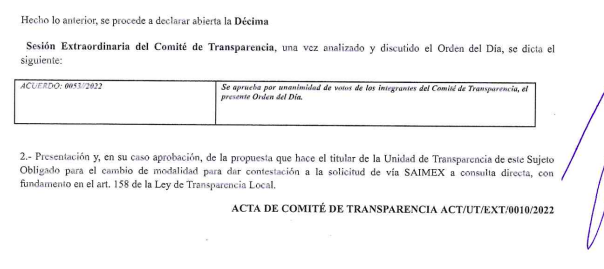 Hecho lo anterior, se procede a declarar abierta la Décima
Sesión Extraordinaria del Comité de Transparencia, una vez analizado y discutido el Orden del Día, se dicta el
siguiente:
ACUERDO: 0053/2022
Se aprueba por unanimidad de votos de los integrantes del Comité de Transparencia, el
presente Orden del Día.
2.- Presentación y, en su caso aprobación, de la propuesta que hace el titular de la Unidad de Transparencia de este Sujeto
Obligado para el cambio de modalidad para dar contestación a la solicitud de vía SAIMEX a consulta directa, con
fundamento en el art. 158 de la Ley de Transparencia Local.
ACTA DE COMITÉ DE TRANSPARENCIA ACT/UT/EXT/0010/2022